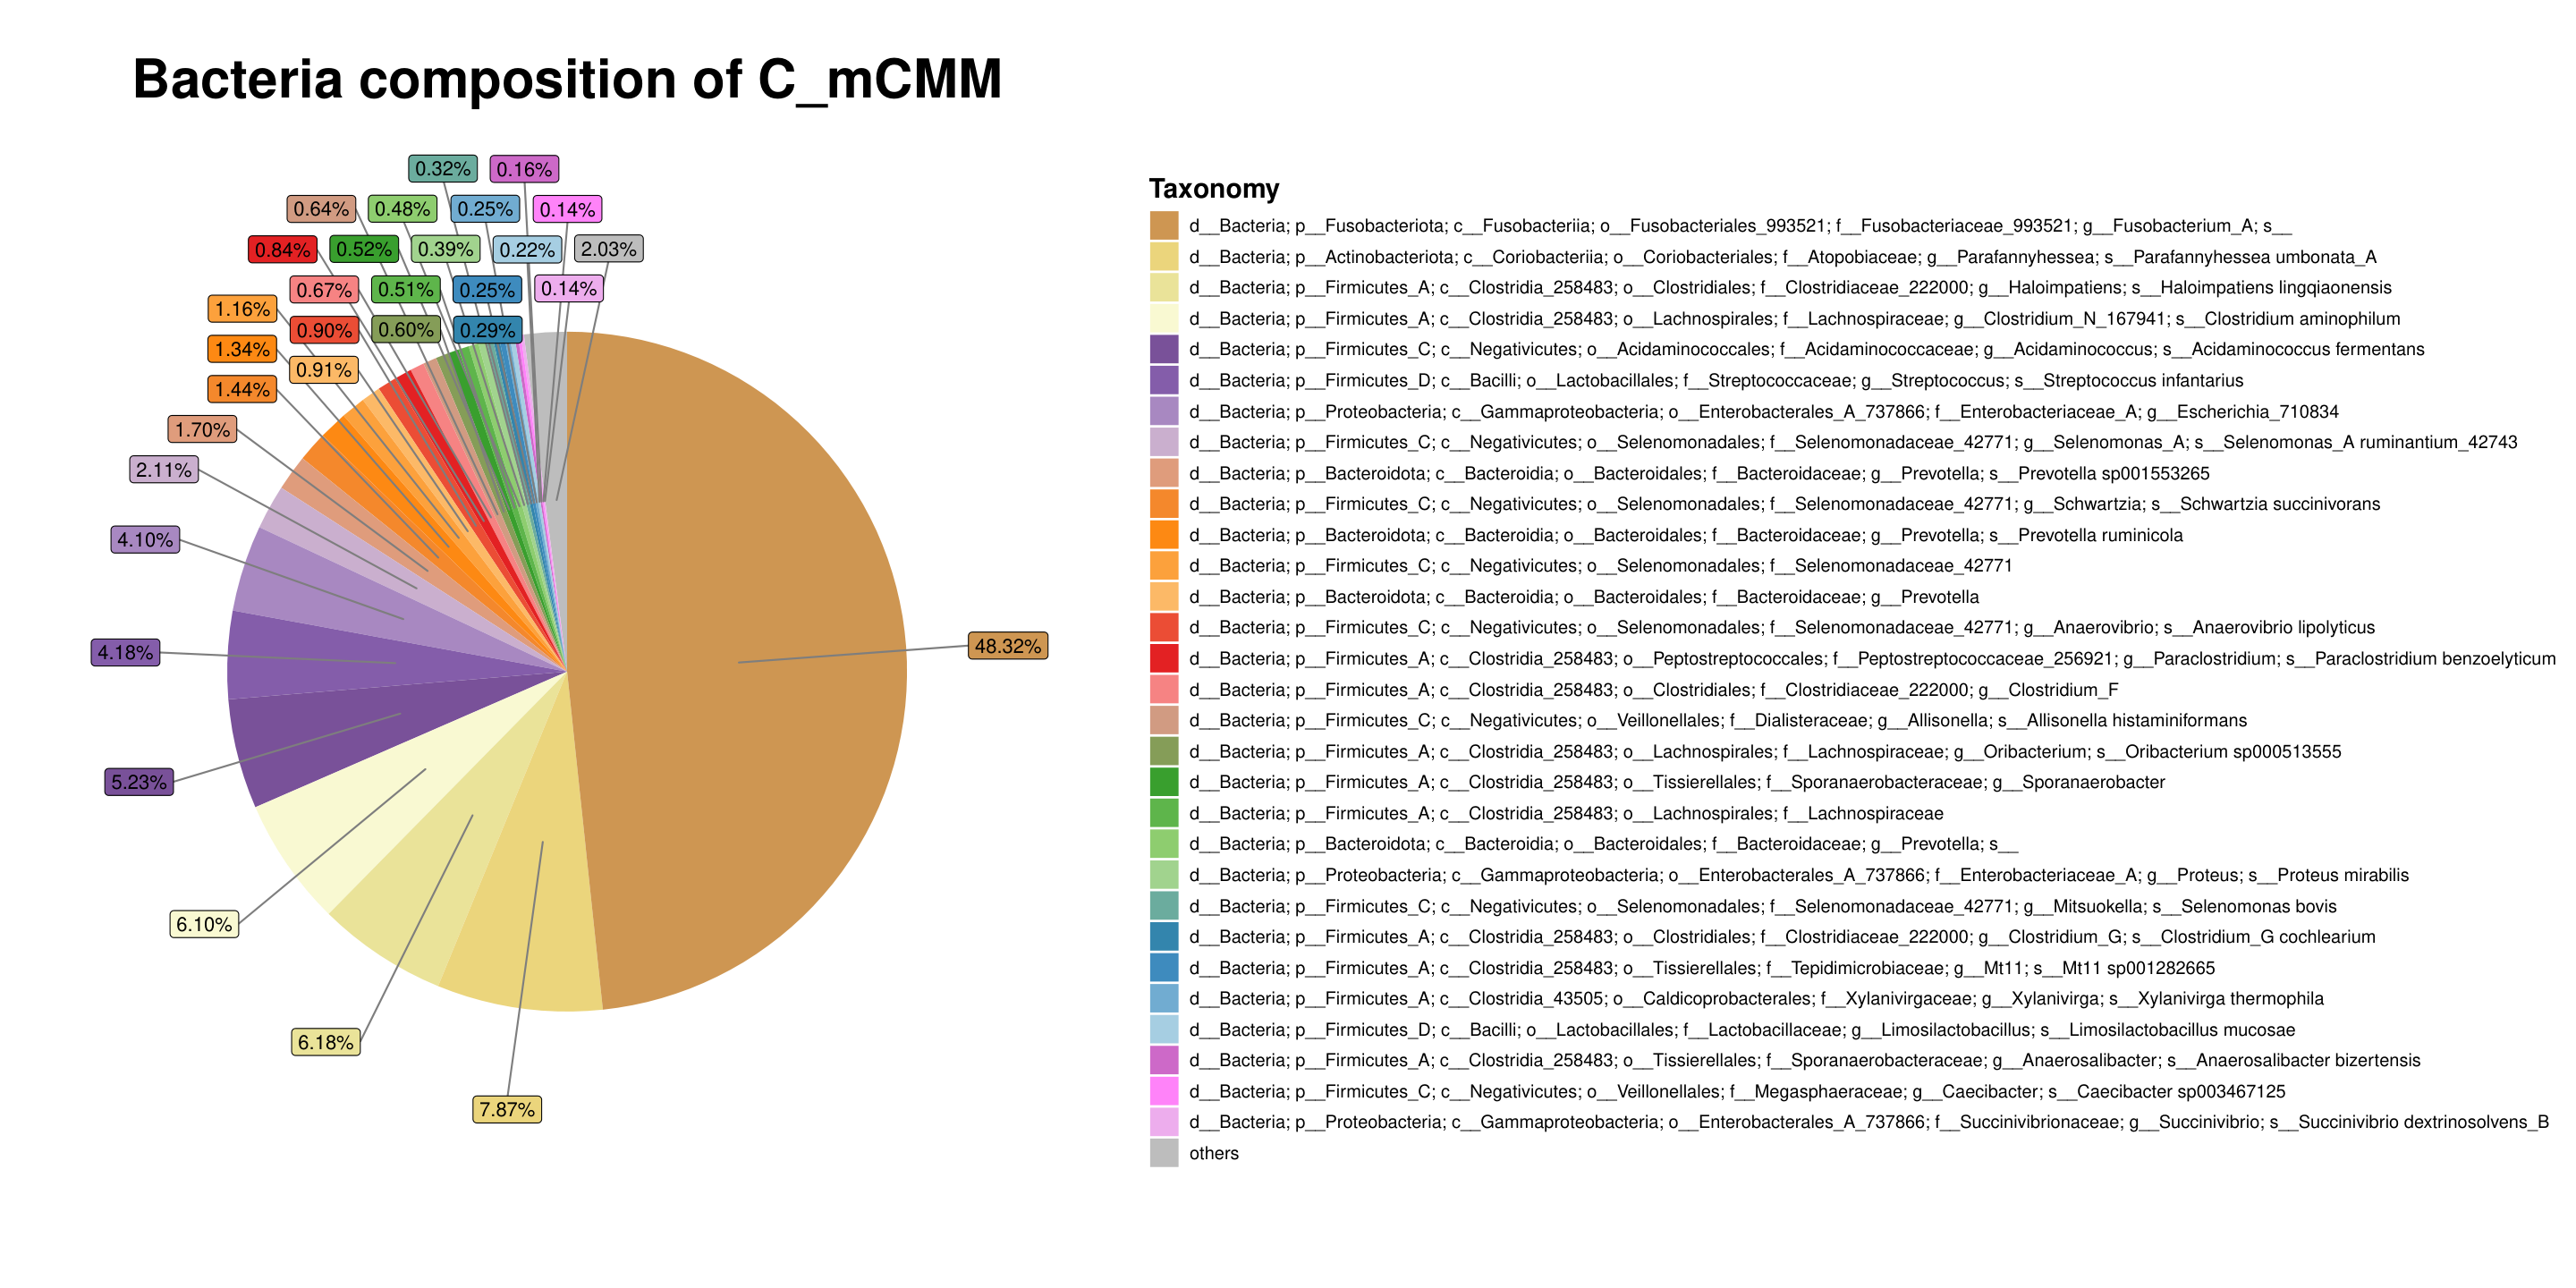 Bacteria composition of C_mCMM
0.32%
0.16%
0.64%
0.48%
0.25%
0.14%
0.84%
0.52%
0.39%
0.22%
2.03%
0.67%
0.51%
0.25%
0.14%
1.16%
0.90%
0.60%
0.29%
1.34%
0.91%
1.44%
1.70%
2.11%
4.10%
4.18%
48.32%
5.23%
6.10%
6.18%
7.87%
Taxonomy
d__Bacteria; p__Fusobacteriota; c__Fusobacteriia; o__Fusobacteriales_993521; f__Fusobacteriaceae_993521; g__Fusobacterium_A; s__
d__Bacteria; p__Actinobacteriota; c__Coriobacteriia; o__Coriobacteriales; f__Atopobiaceae; g__Parafannyhessea; s__Parafannyhessea umbonata_A
d__Bacteria; p__Firmicutes_A; c__Clostridia_258483; o__Clostridiales; f__Clostridiaceae_222000; g__Haloimpatiens; s__Haloimpatiens lingqiaonensis
d__Bacteria; p__Firmicutes_A; c__Clostridia_258483; o__Lachnospirales; f__Lachnospiraceae; g__Clostridium_N_167941; s__Clostridium aminophilum
d__Bacteria; p__Firmicutes_C; c__Negativicutes; o__Acidaminococcales; f__Acidaminococcaceae; g__Acidaminococcus; s__Acidaminococcus fermentans
d__Bacteria; p__Firmicutes_D; c__Bacilli; o__Lactobacillales; f__Streptococcaceae; g__Streptococcus; s__Streptococcus infantarius
d__Bacteria; p__Proteobacteria; c__Gammaproteobacteria; o__Enterobacterales_A_737866; f__Enterobacteriaceae_A; g__Escherichia_710834
d__Bacteria; p__Firmicutes_C; c__Negativicutes; o__Selenomonadales; f__Selenomonadaceae_42771; g__Selenomonas_A; s__Selenomonas_A ruminantium_42743
d__Bacteria; p__Bacteroidota; c__Bacteroidia; o__Bacteroidales; f__Bacteroidaceae; g__Prevotella; s__Prevotella sp001553265
d__Bacteria; p__Firmicutes_C; c__Negativicutes; o__Selenomonadales; f__Selenomonadaceae_42771; g__Schwartzia; s__Schwartzia succinivorans
d__Bacteria; p__Bacteroidota; c__Bacteroidia; o__Bacteroidales; f__Bacteroidaceae; g__Prevotella; s__Prevotella ruminicola
d__Bacteria; p__Firmicutes_C; c__Negativicutes; o__Selenomonadales; f__Selenomonadaceae_42771
d__Bacteria; p__Bacteroidota; c__Bacteroidia; o__Bacteroidales; f__Bacteroidaceae; g__Prevotella
d__Bacteria; p__Firmicutes_C; c__Negativicutes; o__Selenomonadales; f__Selenomonadaceae_42771; g__Anaerovibrio; s__Anaerovibrio lipolyticus
d__Bacteria; p__Firmicutes_A; c__Clostridia_258483; o__Peptostreptococcales; f__Peptostreptococcaceae_256921; g__Paraclostridium; s__Paraclostridium benzoelyticum
d__Bacteria; p__Firmicutes_A; c__Clostridia_258483; o__Clostridiales; f__Clostridiaceae_222000; g__Clostridium_F
d__Bacteria; p__Firmicutes_C; c__Negativicutes; o__Veillonellales; f__Dialisteraceae; g__Allisonella; s__Allisonella histaminiformans
d__Bacteria; p__Firmicutes_A; c__Clostridia_258483; o__Lachnospirales; f__Lachnospiraceae; g__Oribacterium; s__Oribacterium sp000513555
d__Bacteria; p__Firmicutes_A; c__Clostridia_258483; o__Tissierellales; f__Sporanaerobacteraceae; g__Sporanaerobacter
d__Bacteria; p__Firmicutes_A; c__Clostridia_258483; o__Lachnospirales; f__Lachnospiraceae
d__Bacteria; p__Bacteroidota; c__Bacteroidia; o__Bacteroidales; f__Bacteroidaceae; g__Prevotella; s__
d__Bacteria; p__Proteobacteria; c__Gammaproteobacteria; o__Enterobacterales_A_737866; f__Enterobacteriaceae_A; g__Proteus; s__Proteus mirabilis
d__Bacteria; p__Firmicutes_C; c__Negativicutes; o__Selenomonadales; f__Selenomonadaceae_42771; g__Mitsuokella; s__Selenomonas bovis
d__Bacteria; p__Firmicutes_A; c__Clostridia_258483; o__Clostridiales; f__Clostridiaceae_222000; g__Clostridium_G; s__Clostridium_G cochlearium
d__Bacteria; p__Firmicutes_A; c__Clostridia_258483; o__Tissierellales; f__Tepidimicrobiaceae; g__Mt11; s__Mt11 sp001282665
d__Bacteria; p__Firmicutes_A; c__Clostridia_43505; o__Caldicoprobacterales; f__Xylanivirgaceae; g__Xylanivirga; s__Xylanivirga thermophila
d__Bacteria; p__Firmicutes_D; c__Bacilli; o__Lactobacillales; f__Lactobacillaceae; g__Limosilactobacillus; s__Limosilactobacillus mucosae
d__Bacteria; p__Firmicutes_A; c__Clostridia_258483; o__Tissierellales; f__Sporanaerobacteraceae; g__Anaerosalibacter; s__Anaerosalibacter bizertensis
d__Bacteria; p__Firmicutes_C; c__Negativicutes; o__Veillonellales; f__Megasphaeraceae; g__Caecibacter; s__Caecibacter sp003467125
d__Bacteria; p__Proteobacteria; c__Gammaproteobacteria; o__Enterobacterales_A_737866; f__Succinivibrionaceae; g__Succinivibrio; s__Succinivibrio dextrinosolvens_B
others